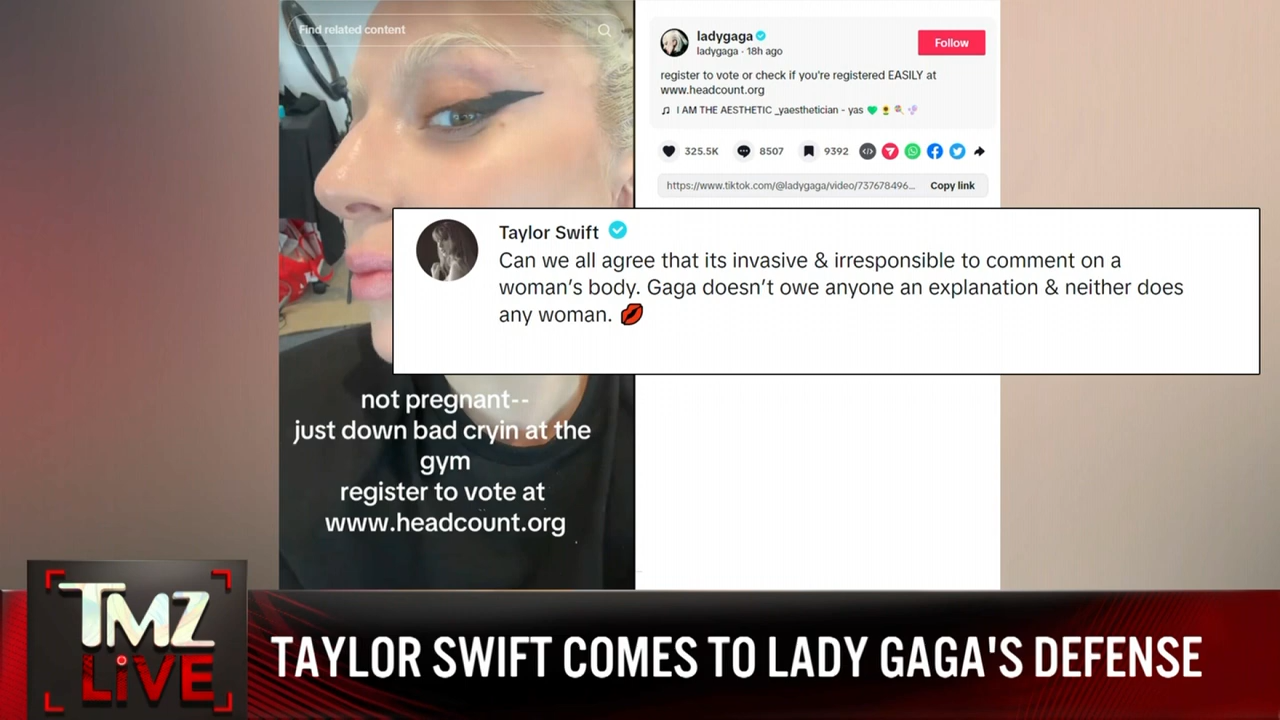 Find related content
ladygaga
ladygaga · 18h ago
Follow
register to vote or check if you're registered EASILY at
www.headcount.org
♫ I AM THE AESTHETIC _yaesthetician - yas 💚 🌻
325.5K
8507
9392
https://www.tiktok.com/@ladygaga/video/737678496...
Copy link
Taylor Swift
Can we all agree that its invasive & irresponsible to comment on a
woman's body. Gaga doesn't owe anyone an explanation & neither does
any woman. 💋
not pregnant--
just down bad cryin at the
gym
register to vote at
www.headcount.org
TMZ
LiVE
TAYLOR SWIFT COMES TO LADY GAGA'S DEFENSE